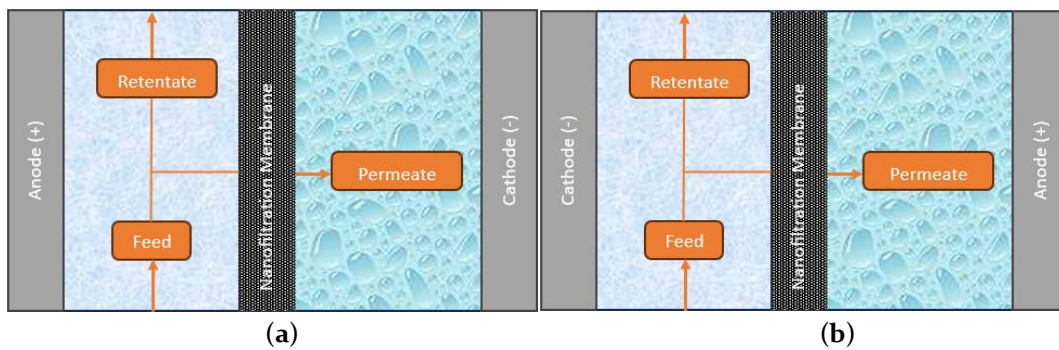 Anode (+)
Retentate
Feed
Nanofiltration Membrane
Permeate
Cathode (-)
(a)
Cathode (-)
Retentate
Feed
Nanofiltration Membrane
Permeate
Anode (+)
(b)